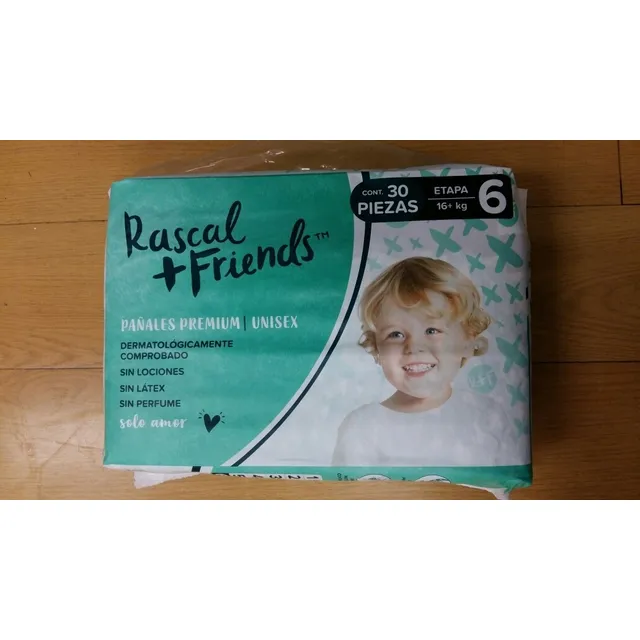 CONT. 30
PIEZAS
ETAPA
16+ kg
6
Rascal
+Friends™
PAÑALES PREMIUM | UNISEX
DERMATOLÓGICAMENTE
COMPROBADO
SIN LOCIONES
SIN LÁTEX
SIN PERFUME
solo amor